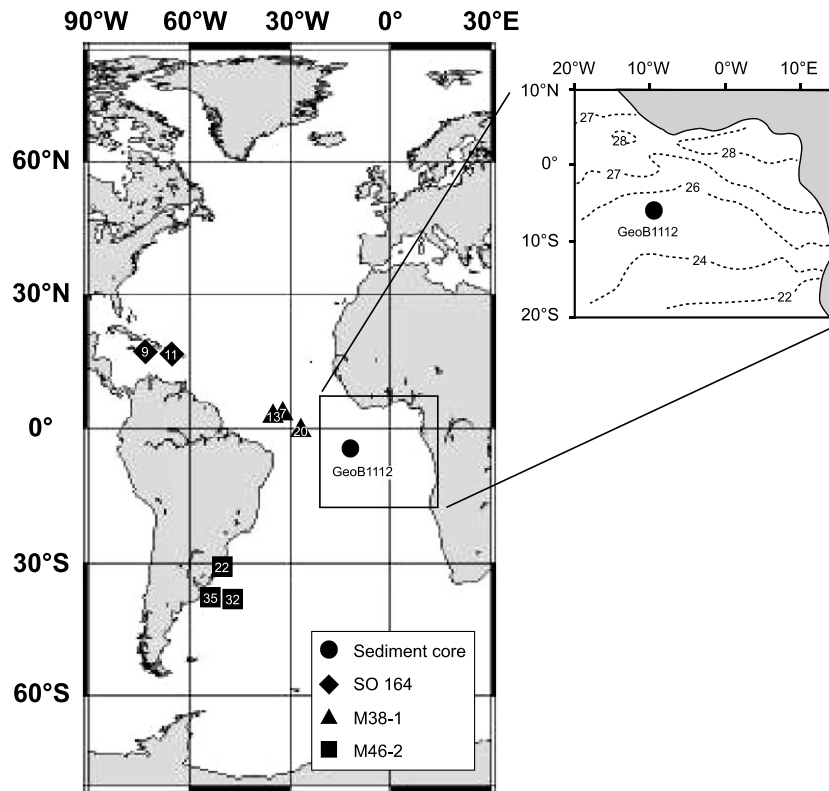 90°W 60°W 30°W 0° 30°E
20°W 10°W 0°W 10°E
10°N
27
28
28
60°N
0°
27
26
GeoB1112
10°S
24
30°N
22
20°S
9 11
13 7
0°
20
GeoB1112
30°S
22
35 32
Sediment core
SO 164
60°S
M38-1
M46-2